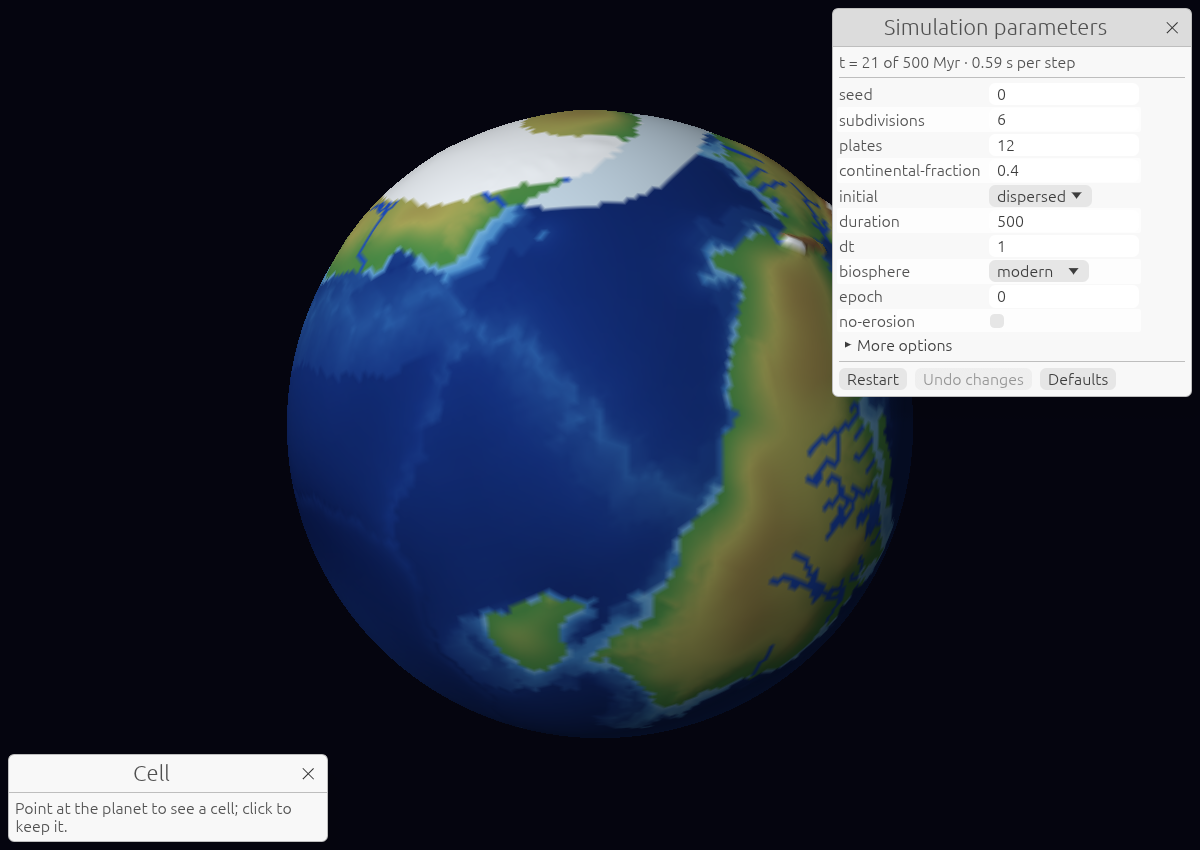 Simulation parameters
t = 21 of 500 Myr · 0.59 s per step
seed 0
subdivisions 6
plates 12
continental-fraction 0.4
initial dispersed
duration 500
dt 1
biosphere modern
epoch 0
no-erosion
More options
Restart Undo changes Defaults
Cell
Point at the planet to see a cell; click to
keep it.